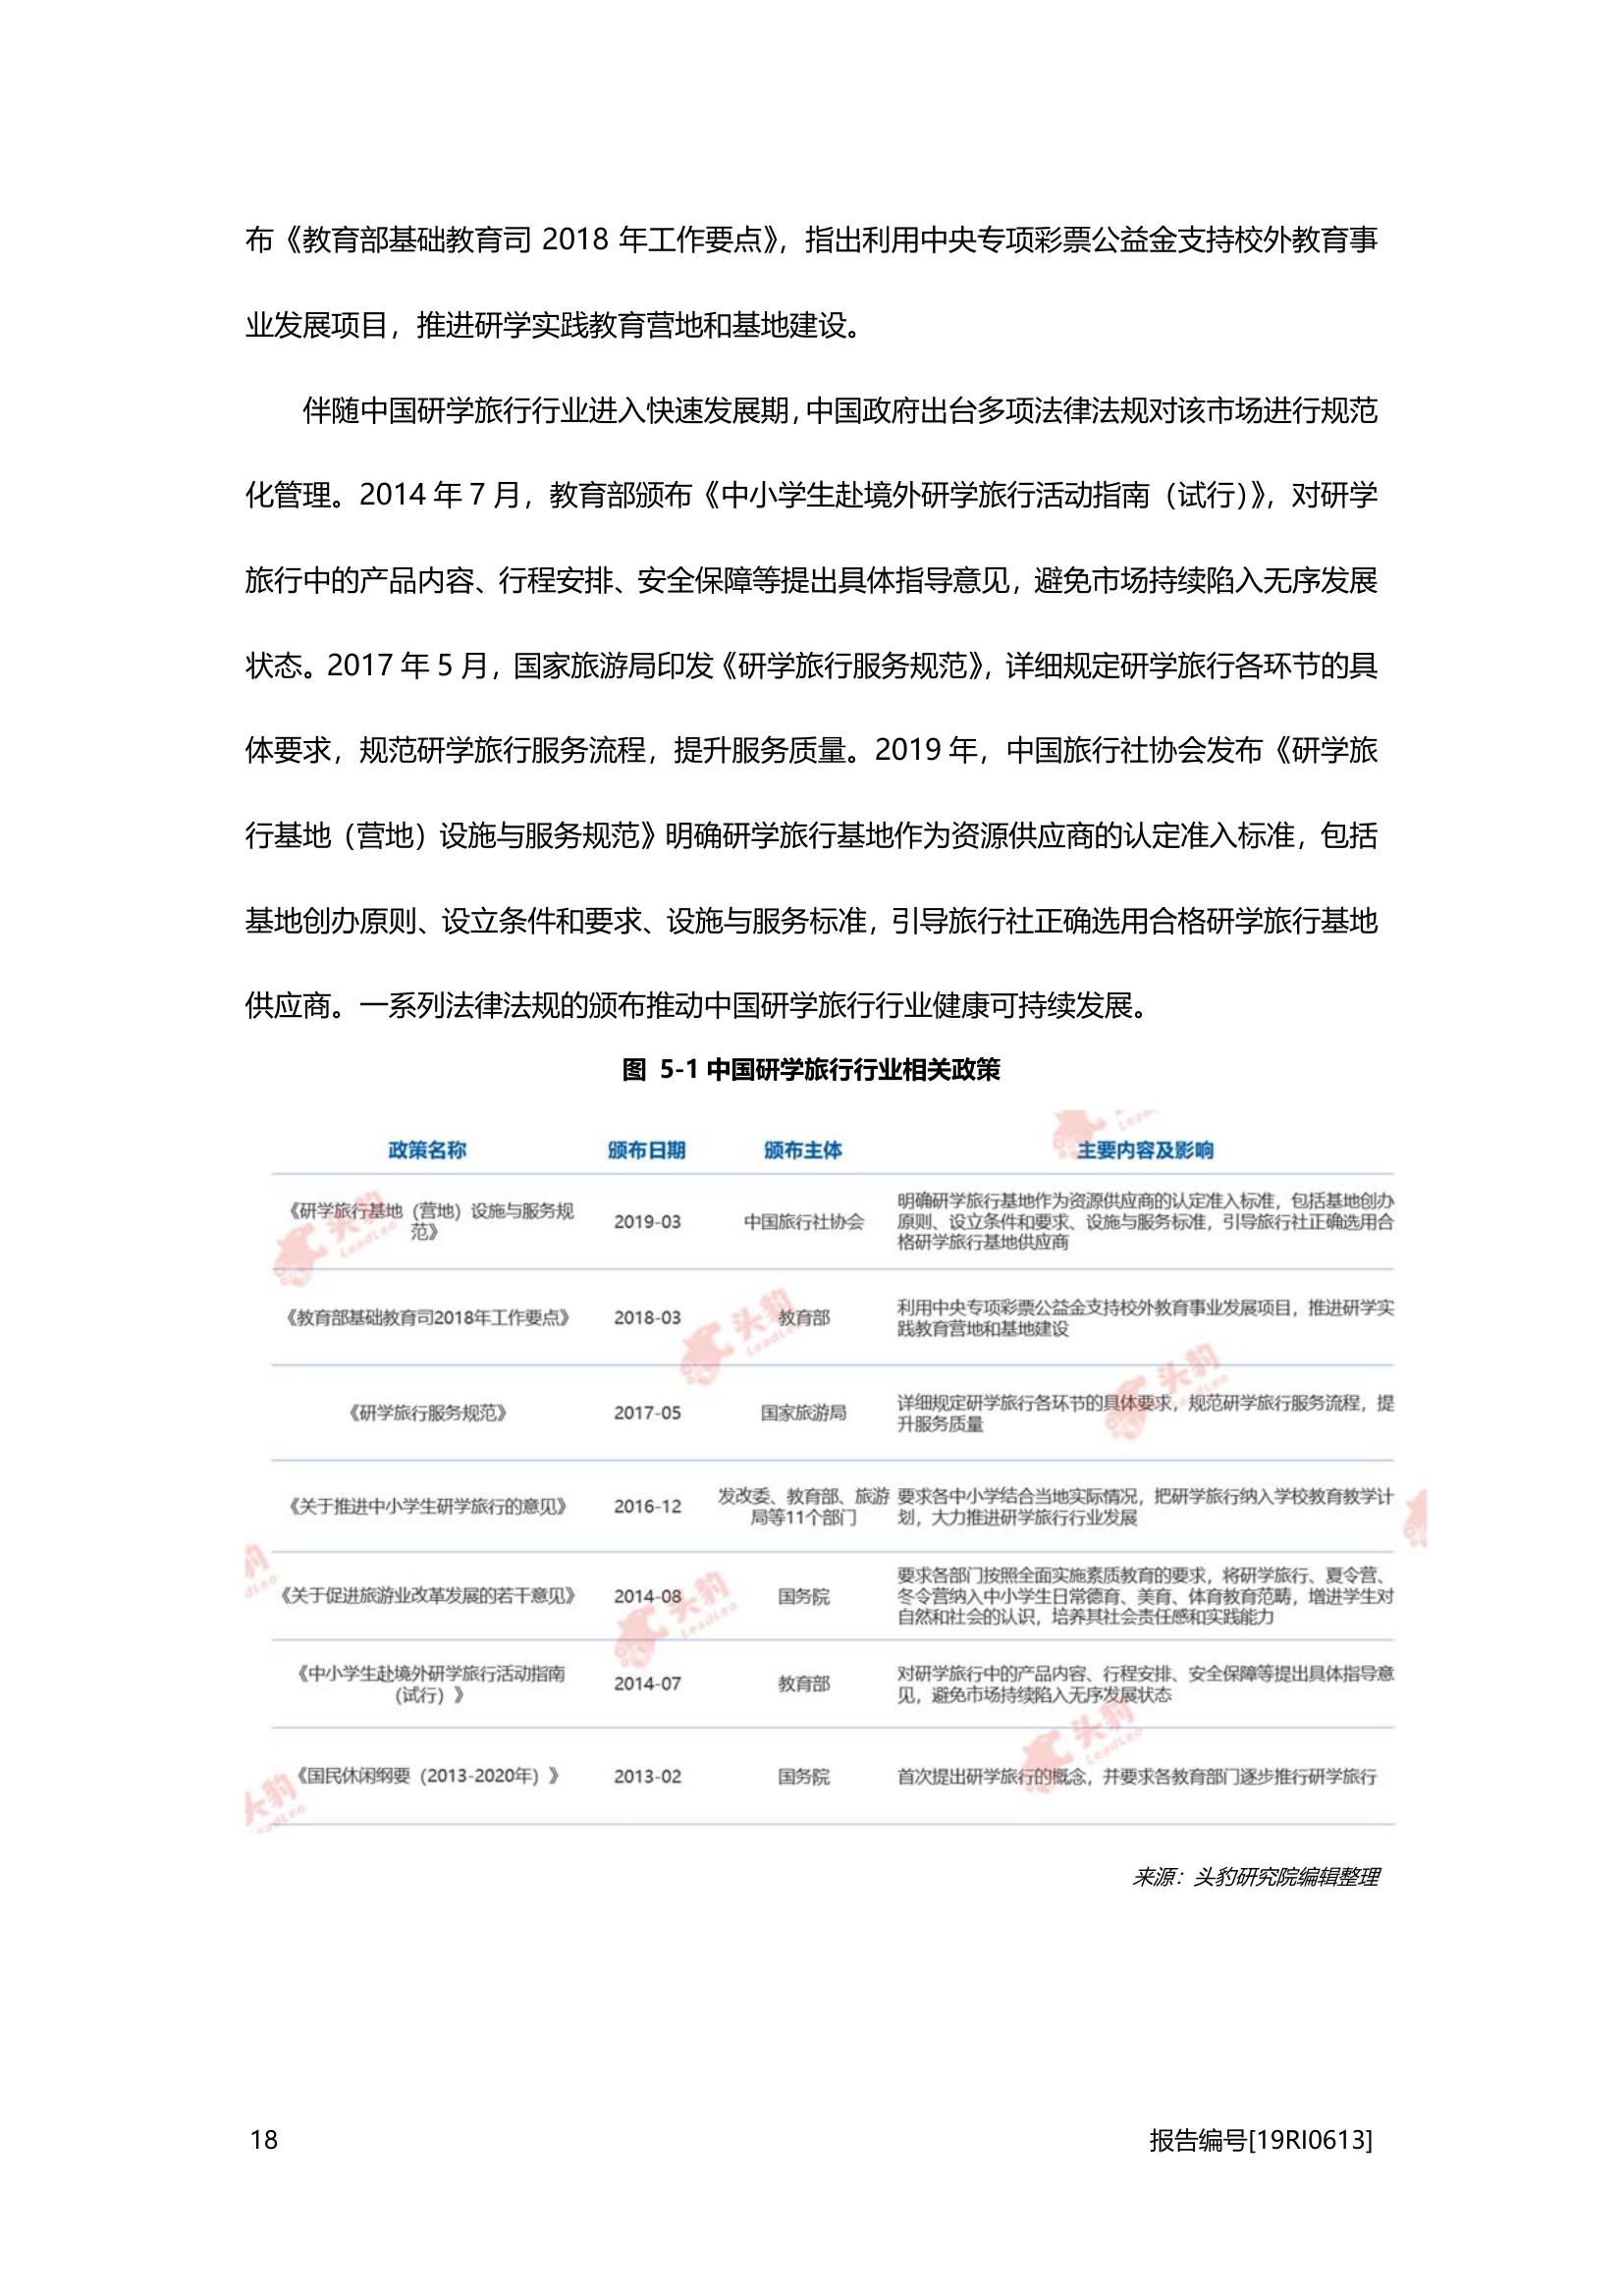 布《教育部基础教育司 2018 年工作要点》，指出利用中央专项彩票公益金支持校外教育事
业发展项目，推进研学实践教育营地和基地建设。
伴随中国研学旅行行业进入快速发展期，中国政府出台多项法律法规对该市场进行规范
化管理。2014 年 7 月，教育部颁布《中小学生赴境外研学旅行活动指南（试行）》，对研学
旅行中的产品内容、行程安排、安全保障等提出具体指导意见，避免市场持续陷入无序发展
状态。2017 年 5 月，国家旅游局印发《研学旅行服务规范》，详细规定研学旅行各环节的具
体要求，规范研学旅行服务流程，提升服务质量。2019 年，中国旅行社协会发布《研学旅
行基地（营地）设施与服务规范》明确研学旅行基地作为资源供应商的认定准入标准，包括
基地创办原则、设立条件和要求、设施与服务标准，引导旅行社正确选用合格研学旅行基地
供应商。一系列法律法规的颁布推动中国研学旅行行业健康可持续发展。
图 5-1 中国研学旅行行业相关政策
政策名称 颁布日期 颁布主体 主要内容及影响
《研学旅行基地（营地）设施与服务规
范》
2019-03
中国旅行社协会
明确研学旅行基地作为资源供应商的认定准入标准，包括基地创办
原则、设立条件和要求、设施与服务标准，引导旅行社正确选用合
格研学旅行基地供应商
《教育部基础教育司2018年工作要点》
2018-03
教育部
利用中央专项彩票公益金支持校外教育事业发展项目，推进研学实
践教育营地和基地建设
《研学旅行服务规范》
2017-05
国家旅游局
详细规定研学旅行各环节的具体要求，规范研学旅行服务流程，提
升服务质量
《关于推进中小学生研学旅行的意见》
2016-12
发改委、教育部、旅游
局等11个部门
要求各中小学结合当地实际情况，把研学旅行纳入学校教育教学计
划，大力推进研学旅行行业发展
《关于促进旅游业改革发展的若干意见》
2014-08
国务院
要求各部门按照全面实施素质教育的要求，将研学旅行、夏令营、
冬令营纳入中小学生日常德育、美育、体育教育范畴，增进学生对
自然和社会的认识，培养其社会责任感和实践能力
《中小学生赴境外研学旅行活动指南
（试行）》
2014-07
教育部
对研学旅行中的产品内容、行程安排、安全保障等提出具体指导意
见，避免市场持续陷入无序发展状态
《国民休闲纲要（2013-2020年）》
2013-02
国务院
首次提出研学旅行的概念，并要求各教育部门逐步推行研学旅行
头豹
LeadLeo
头豹
LeadLeo
头豹
LeadLeo
头豹
LeadLeo
头豹
LeadLeo
来源：头豹研究院编辑整理
18
报告编号[19RI0613]